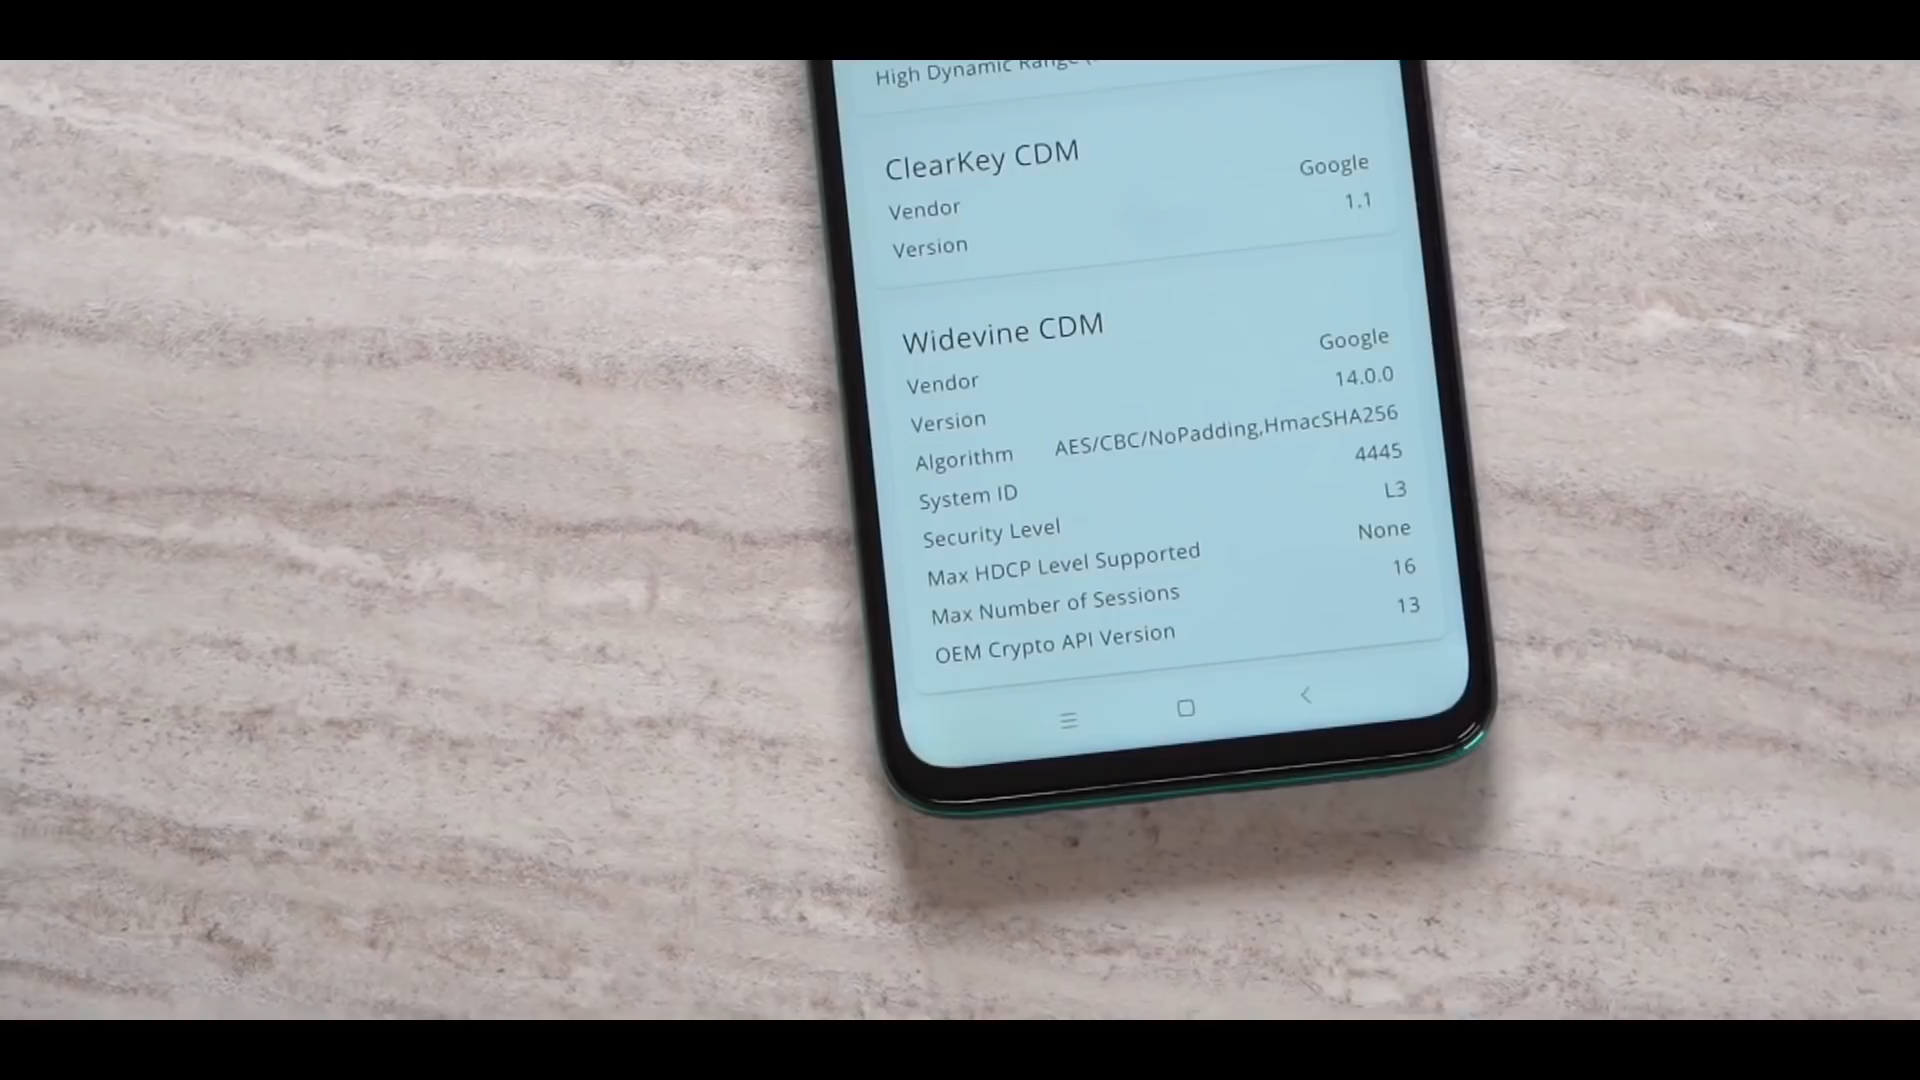 High Dynamic Range
ClearKey CDM
Vendor Google
Version 1.1
Widevine CDM
Vendor Google
Version 14.0.0
Algorithm AES/CBC/NoPadding,HmacSHA256
System ID 4445
Security Level L3
Max HDCP Level Supported None
Max Number of Sessions 16
OEM Crypto API Version 13